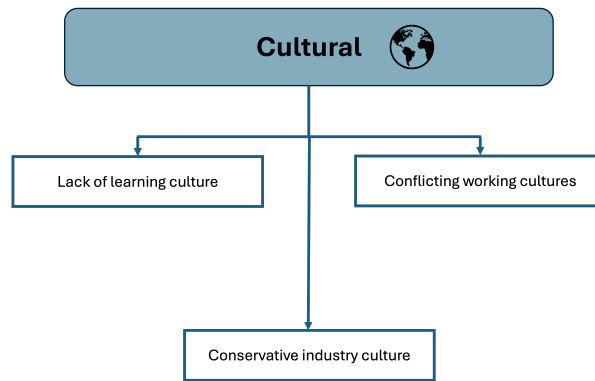 Cultural
Lack of learning culture
Conflicting working cultures
Conservative industry culture